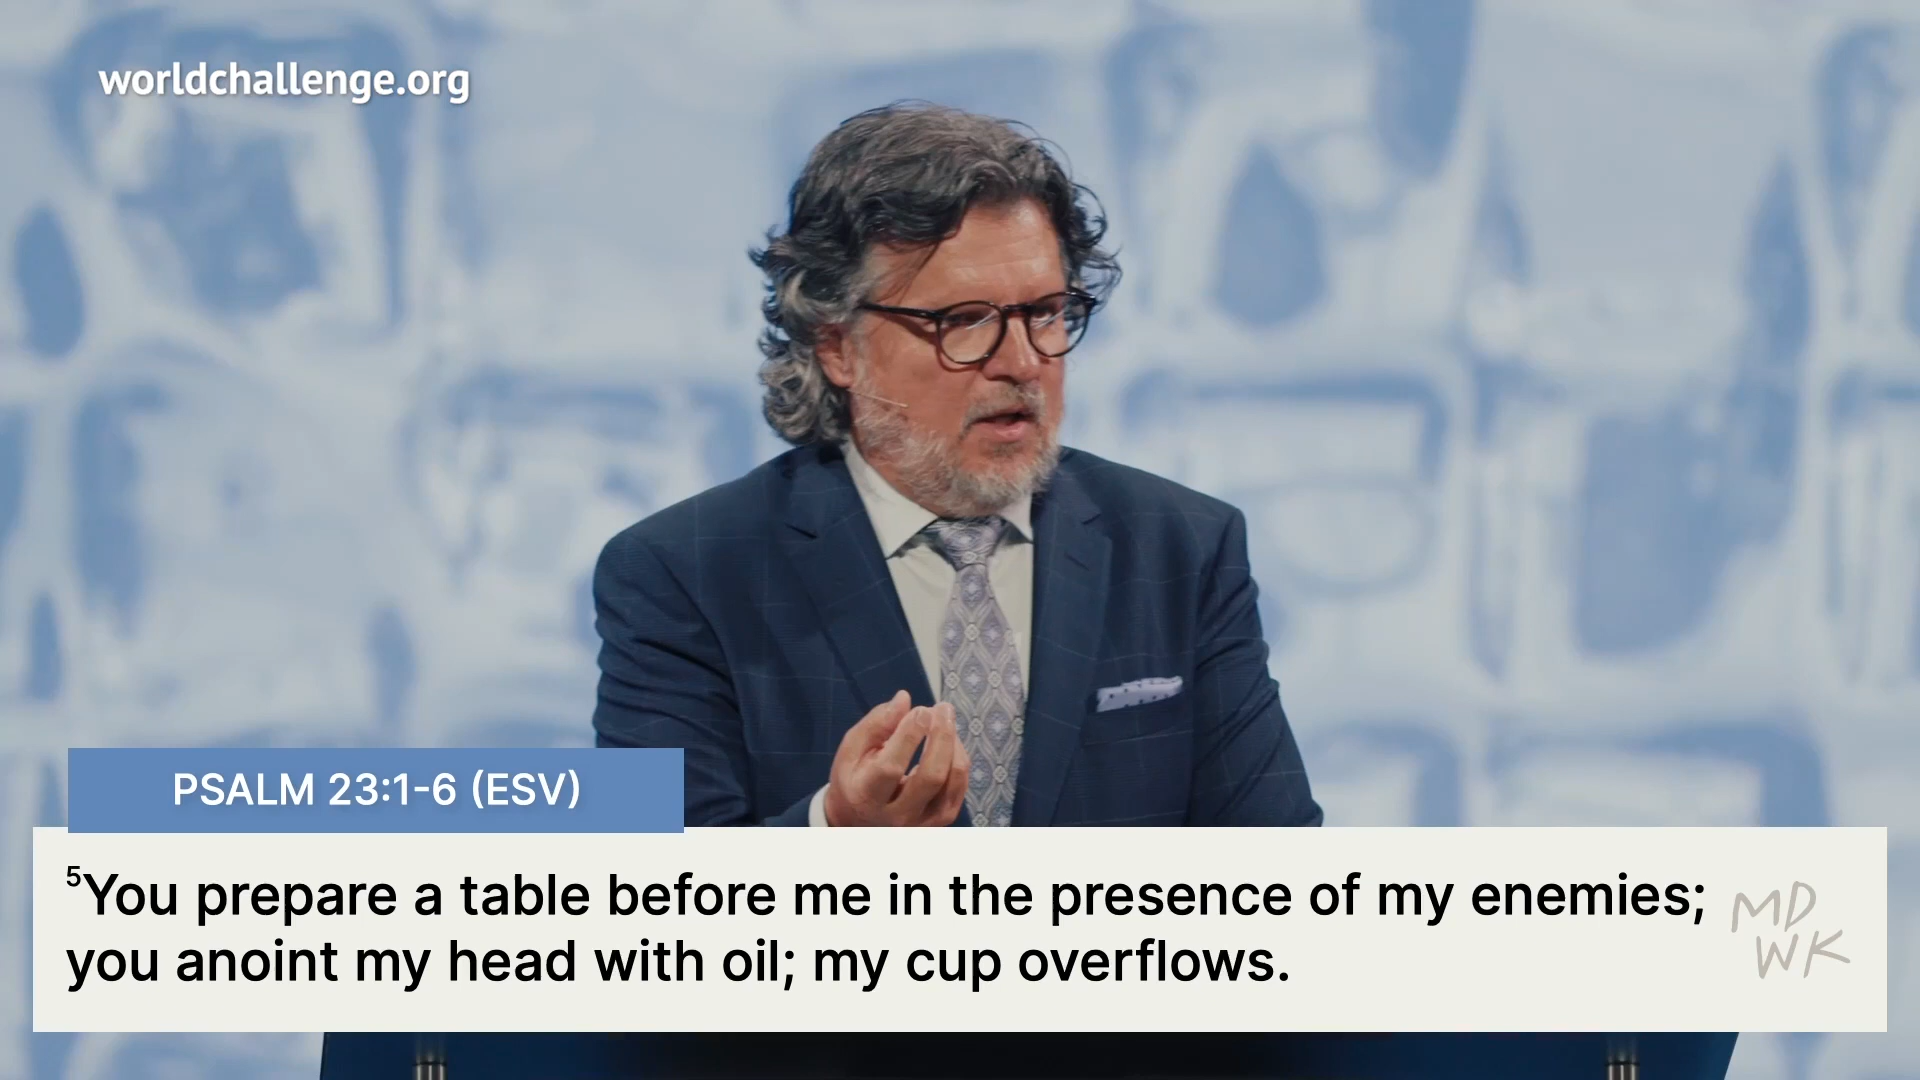 worldchallenge.org
PSALM 23:1-6 (ESV)
5You prepare a table before me in the presence of my enemies;
you anoint my head with oil; my cup overflows.
MD
WK